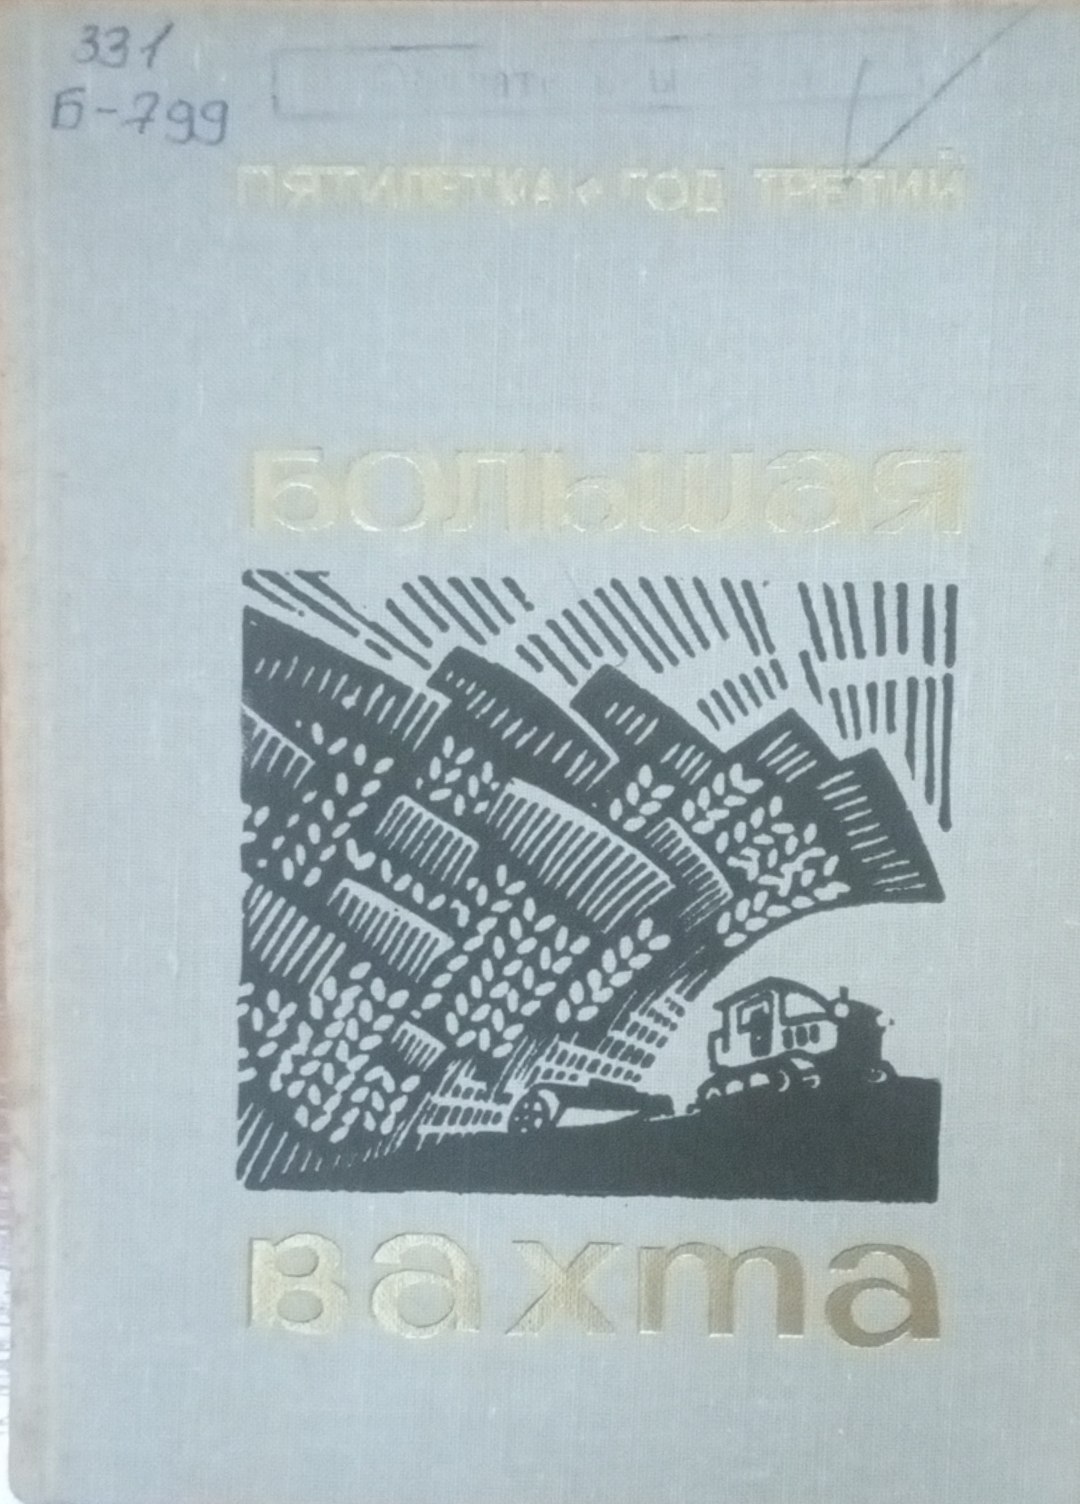 331
Б-799
ПЯТИЛЕТКА • ГОД ТРЕТИЙ
БОЛЬШАЯ
вахта